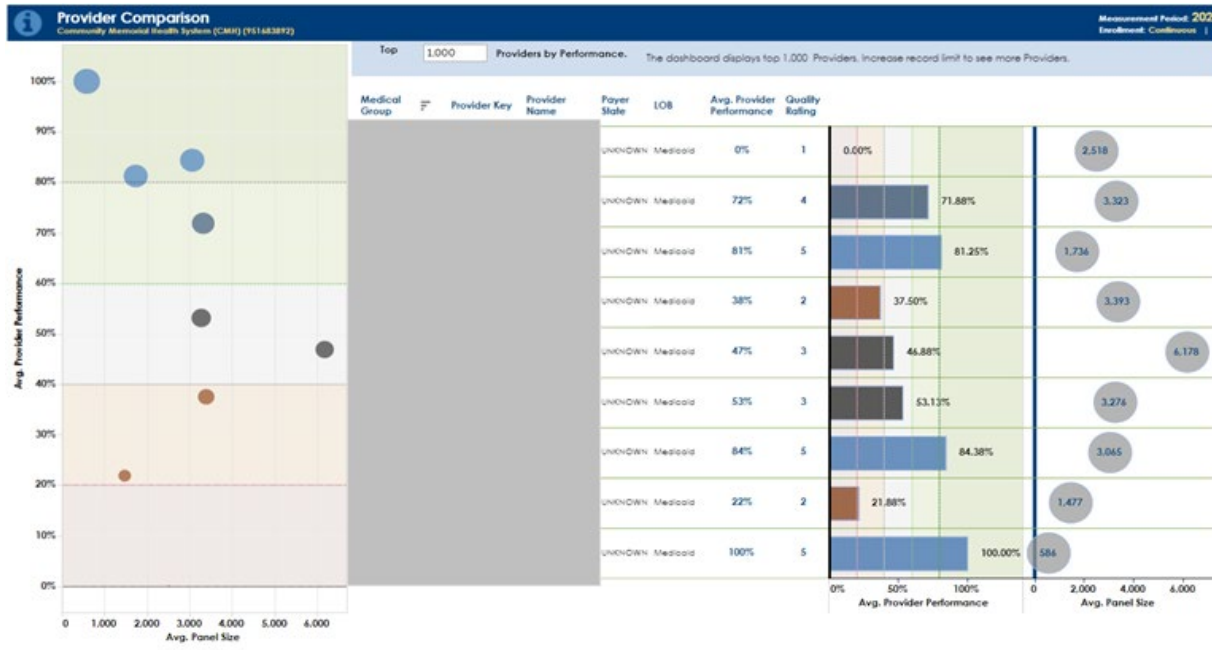 Provider Comparison
Community Memorial Health System (CMH) (951683892)
Measurement Period: 202
Enrollment: Continuous |
Top 1,000 Providers by Performance. The dashboard displays top 1,000 Providers. Increase record limit to see more Providers.
Medical Group Provider Key Provider Name Payer State LOB Avg. Provider Performance Quality Rating
UNKNOWN Medicaid 0% 1 0.00% 2,518
UNKNOWN Medicaid 72% 4 71.88% 3,323
UNKNOWN Medicaid 81% 5 81.25% 1,736
UNKNOWN Medicaid 38% 2 37.50% 3,393
UNKNOWN Medicaid 47% 3 46.88% 6,178
UNKNOWN Medicaid 53% 3 53.13% 3,276
UNKNOWN Medicaid 84% 5 84.38% 3,065
UNKNOWN Medicaid 22% 2 21.88% 1,477
UNKNOWN Medicaid 100% 5 100.00% 586
0% 50% 100%
Avg. Provider Performance
0 2,000 4,000 6,000
Avg. Panel Size
100%
90%
80%
70%
60%
50%
40%
30%
20%
10%
0%
Avg. Provider Performance
0 1,000 2,000 3,000 4,000 5,000 6,000
Avg. Panel Size